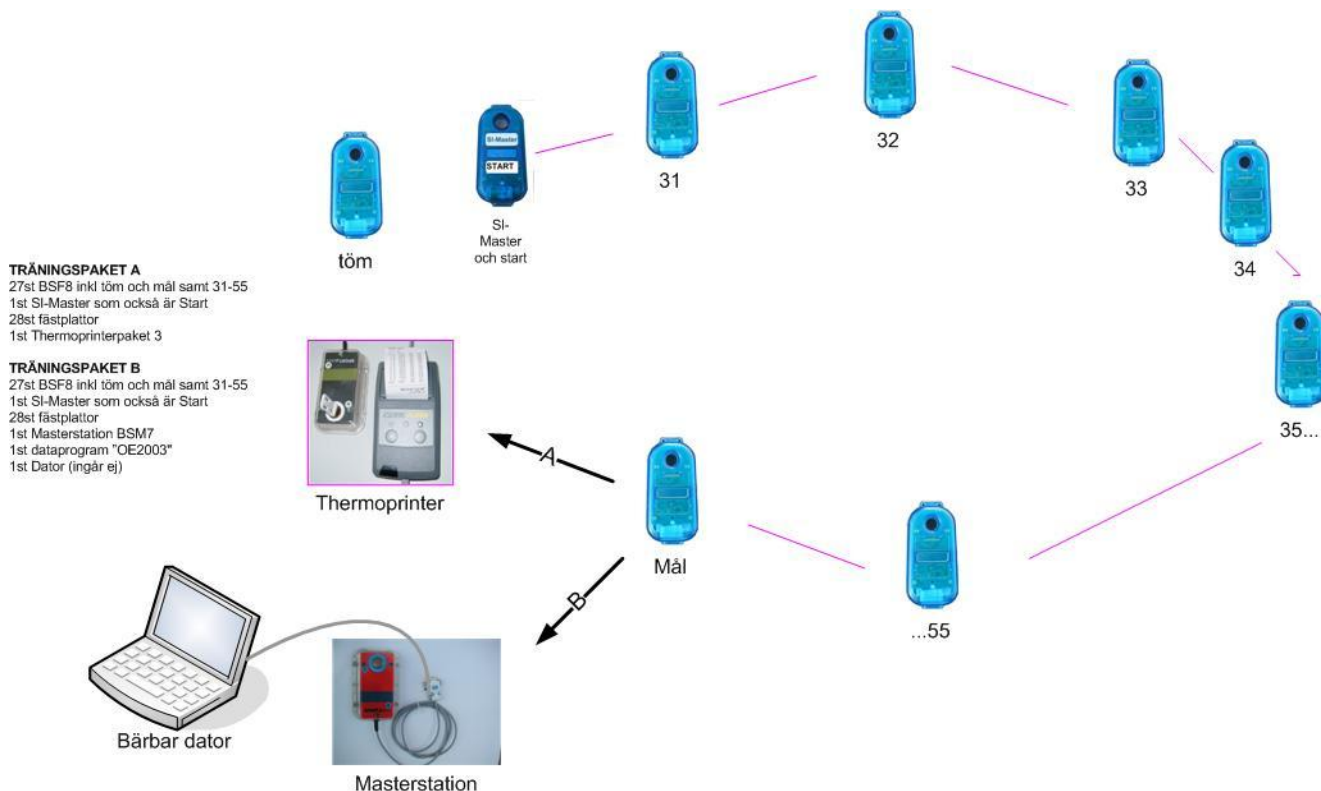 32
31
33
SI-Master
START
SI-
Master
och start
töm
34
TRÄNINGSPAKET A
27st BSF8 inkl töm och mål samt 31-55
1st SI-Master som också är Start
28st fästplattor
1st Thermoprinterpaket 3
TRÄNINGSPAKET B
27st BSF8 inkl töm och mål samt 31-55
1st SI-Master som också är Start
28st fästplattor
1st Masterstation BSM7
1st dataprogram "OE2003"
1st Dator (ingår ej)
35...
A
Thermoprinter
Mål
B
...55
Bärbar dator
Masterstation